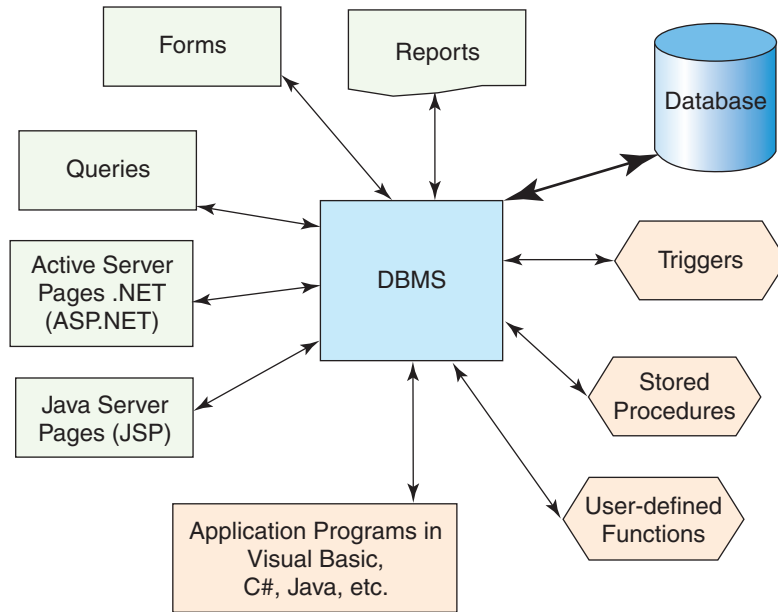 Forms
Reports
Database
Queries
Active Server
Pages .NET
(ASP.NET)
DBMS
Triggers
Java Server
Pages (JSP)
Stored
Procedures
Application Programs in
Visual Basic,
C#, Java, etc.
User-defined
Functions